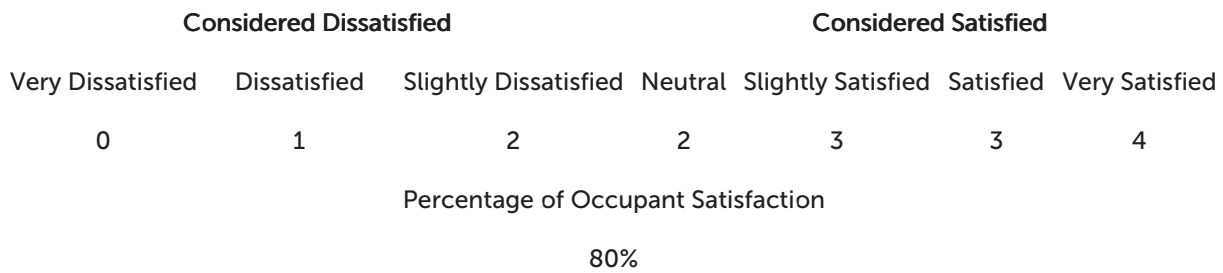 Considered Dissatisfied Considered Satisfied
Very Dissatisfied Dissatisfied Slightly Dissatisfied Neutral Slightly Satisfied Satisfied Very Satisfied
0 1 2 2 3 3 4
Percentage of Occupant Satisfaction
80%